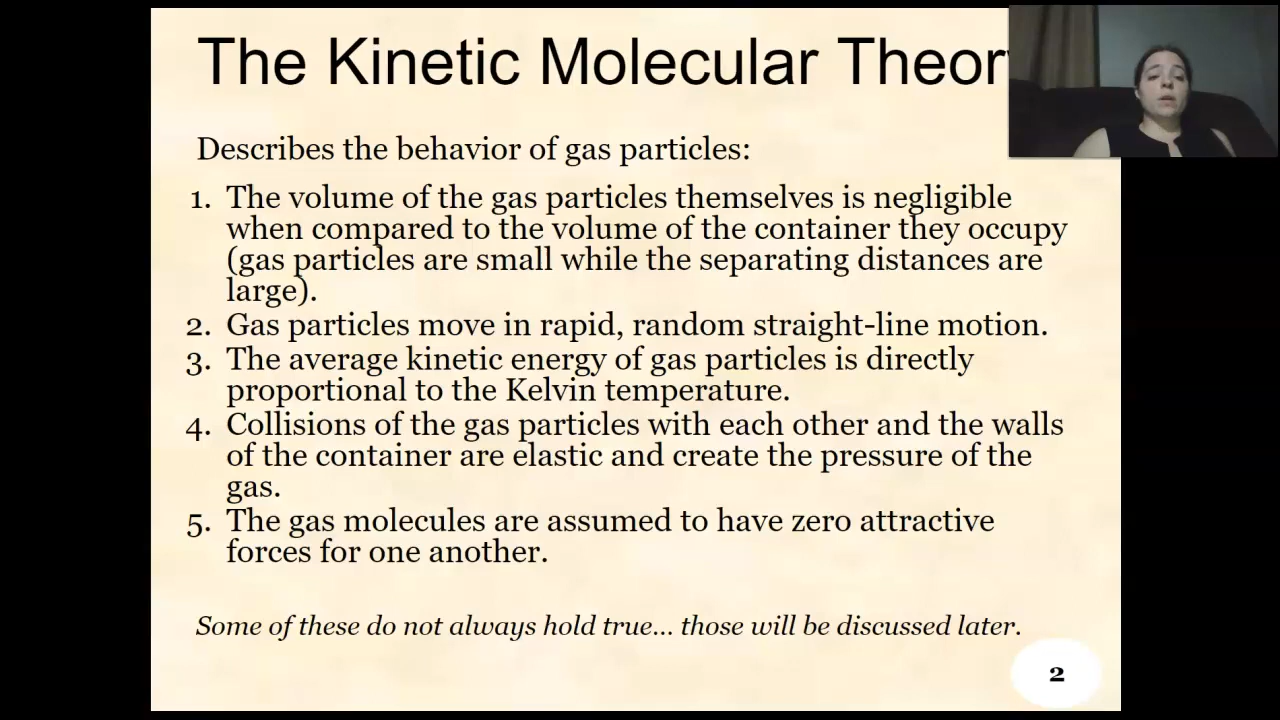 The Kinetic Molecular Theory
Describes the behavior of gas particles:
1. The volume of the gas particles themselves is negligible
when compared to the volume of the container they occupy
(gas particles are small while the separating distances are
large).
2. Gas particles move in rapid, random straight-line motion.
3. The average kinetic energy of gas particles is directly
proportional to the Kelvin temperature.
4. Collisions of the gas particles with each other and the walls
of the container are elastic and create the pressure of the
gas.
5. The gas molecules are assumed to have zero attractive
forces for one another.
Some of these do not always hold true... those will be discussed later.
2